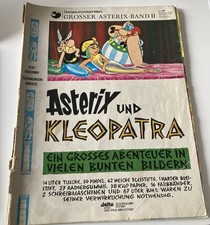 GROSSER ASTERIX-BAND II
Asterix UND
KLEOPATRA
EIN GROSSES ABENTEUER IN
VIELEN BUNTEN BILDERN
14 LITER TUSCHE, 30 PINSEL, 62 WEICHE BLEISTIFTE, 1 HARTER BLEI-
STIFT, 27 RADIERGUMMIS, 38 KILO PAPIER, 16 FARBBÄNDER,
2 SCHREIBMASCHINEN UND 67 LITER BIER WAREN ZU
SEINER VERWIRKLICHUNG NOTWENDIG.
delta